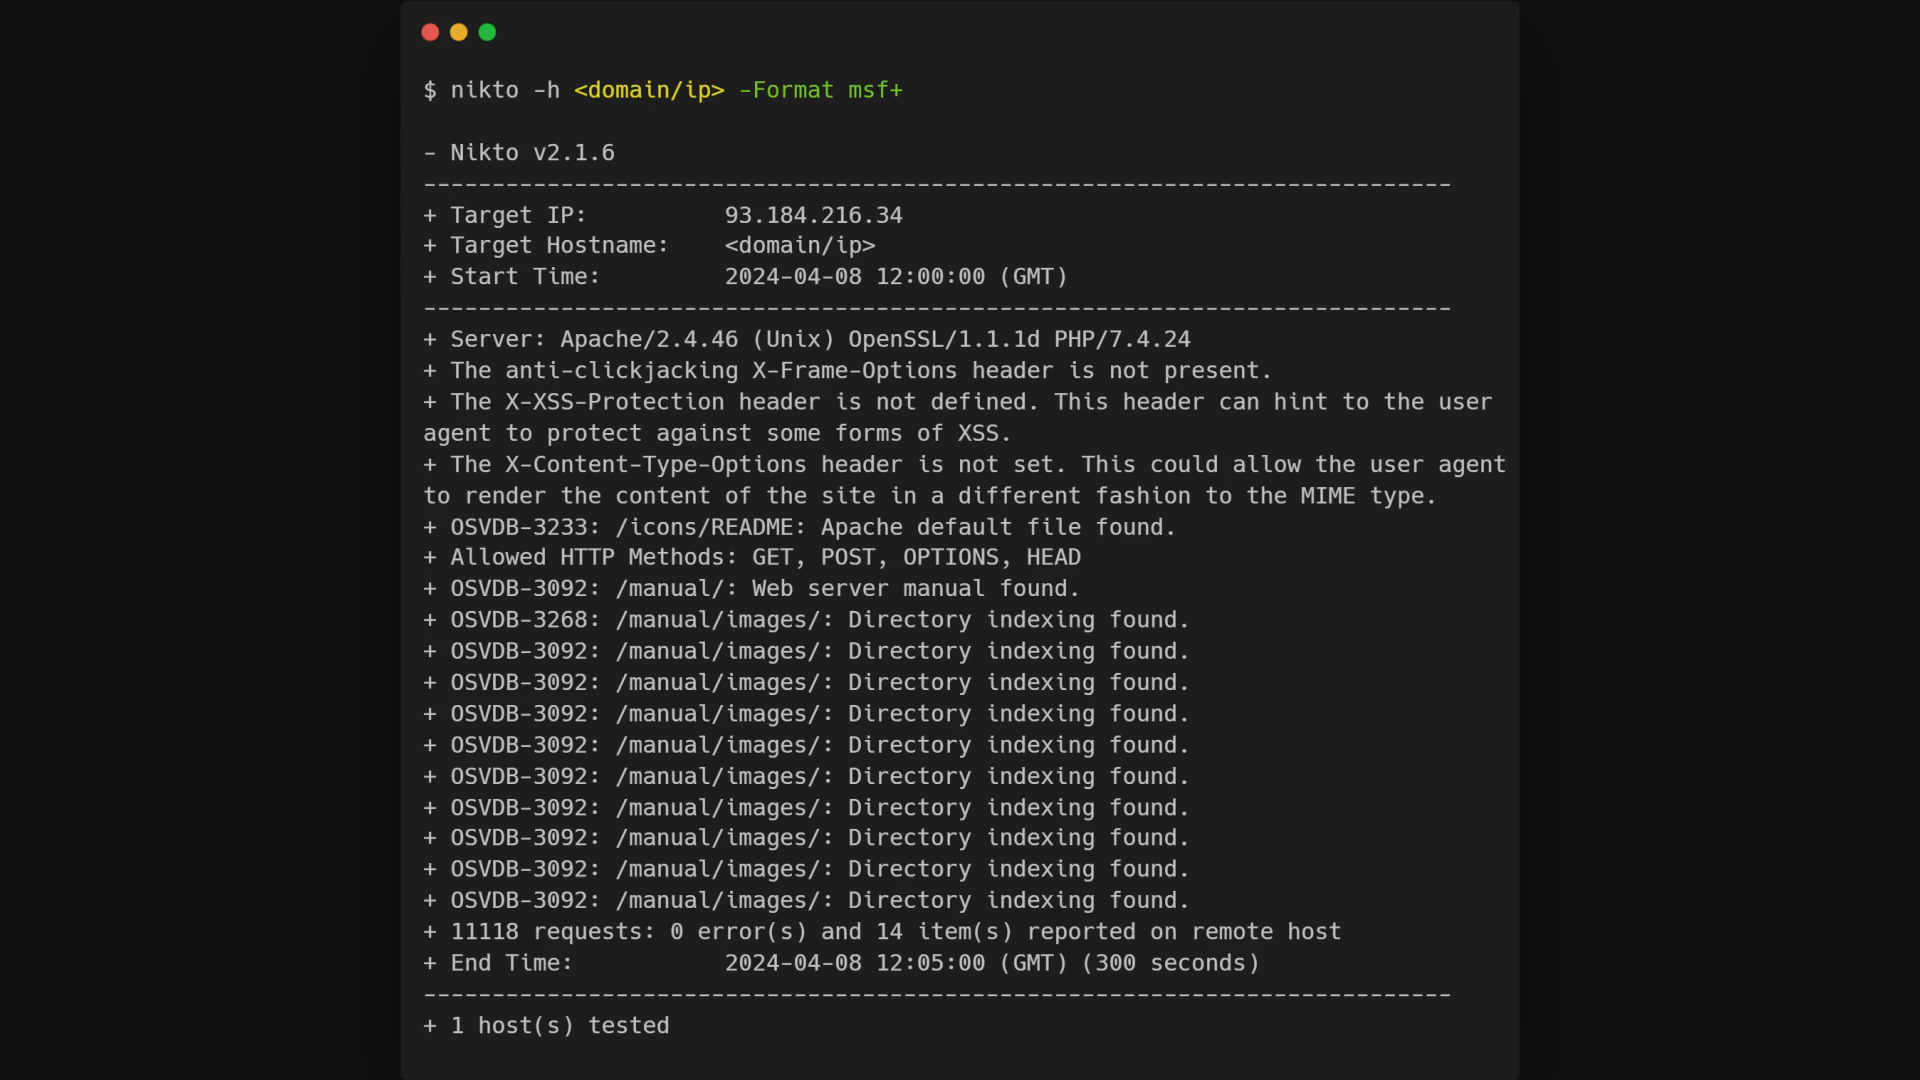 $ nikto -h <domain/ip> -Format msf+
- Nikto v2.1.6
---------------------------------------------------------------------------
+ Target IP:          93.184.216.34
+ Target Hostname:    <domain/ip>
+ Start Time:         2024-04-08 12:00:00 (GMT)
---------------------------------------------------------------------------
+ Server: Apache/2.4.46 (Unix) OpenSSL/1.1.1d PHP/7.4.24
+ The anti-clickjacking X-Frame-Options header is not present.
+ The X-XSS-Protection header is not defined. This header can hint to the user
agent to protect against some forms of XSS.
+ The X-Content-Type-Options header is not set. This could allow the user agent
to render the content of the site in a different fashion to the MIME type.
+ OSVDB-3233: /icons/README: Apache default file found.
+ Allowed HTTP Methods: GET, POST, OPTIONS, HEAD
+ OSVDB-3092: /manual/: Web server manual found.
+ OSVDB-3268: /manual/images/: Directory indexing found.
+ OSVDB-3092: /manual/images/: Directory indexing found.
+ OSVDB-3092: /manual/images/: Directory indexing found.
+ OSVDB-3092: /manual/images/: Directory indexing found.
+ OSVDB-3092: /manual/images/: Directory indexing found.
+ OSVDB-3092: /manual/images/: Directory indexing found.
+ OSVDB-3092: /manual/images/: Directory indexing found.
+ OSVDB-3092: /manual/images/: Directory indexing found.
+ OSVDB-3092: /manual/images/: Directory indexing found.
+ OSVDB-3092: /manual/images/: Directory indexing found.
+ 11118 requests: 0 error(s) and 14 item(s) reported on remote host
+ End Time:           2024-04-08 12:05:00 (GMT) (300 seconds)
---------------------------------------------------------------------------
+ 1 host(s) tested